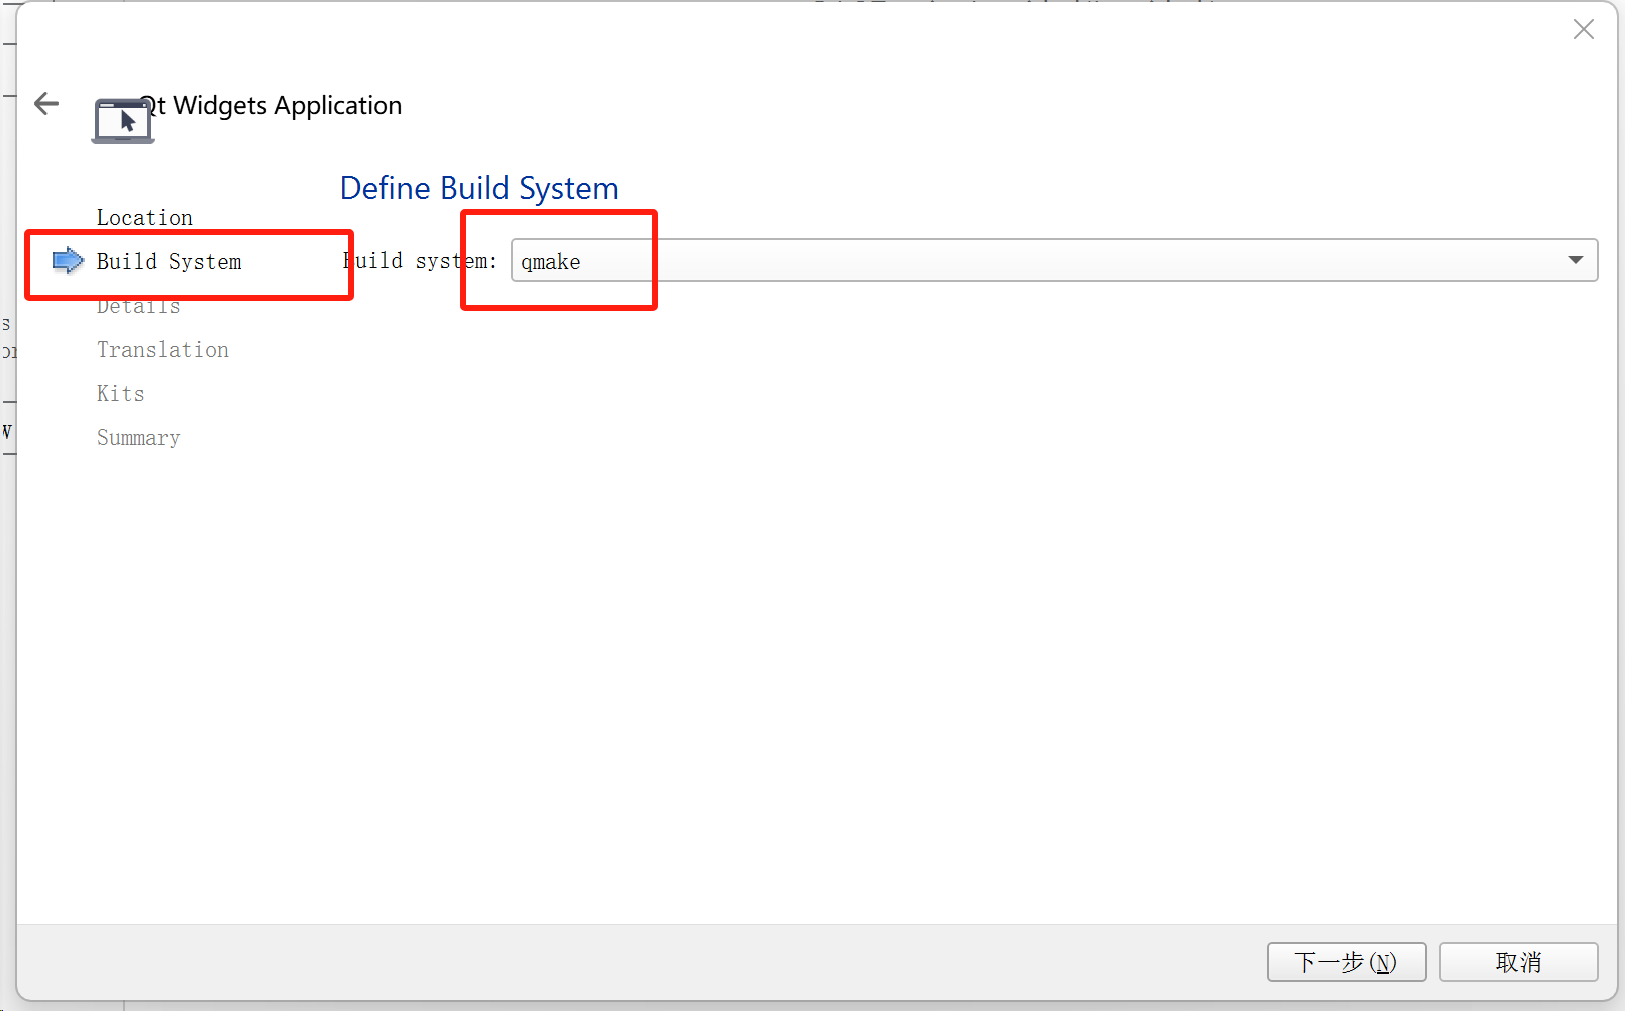 Qt Widgets Application
Define Build System
Location
Build System
Build system: qmake
Details
Translation
Kits
Summary
下一步(N)
取消